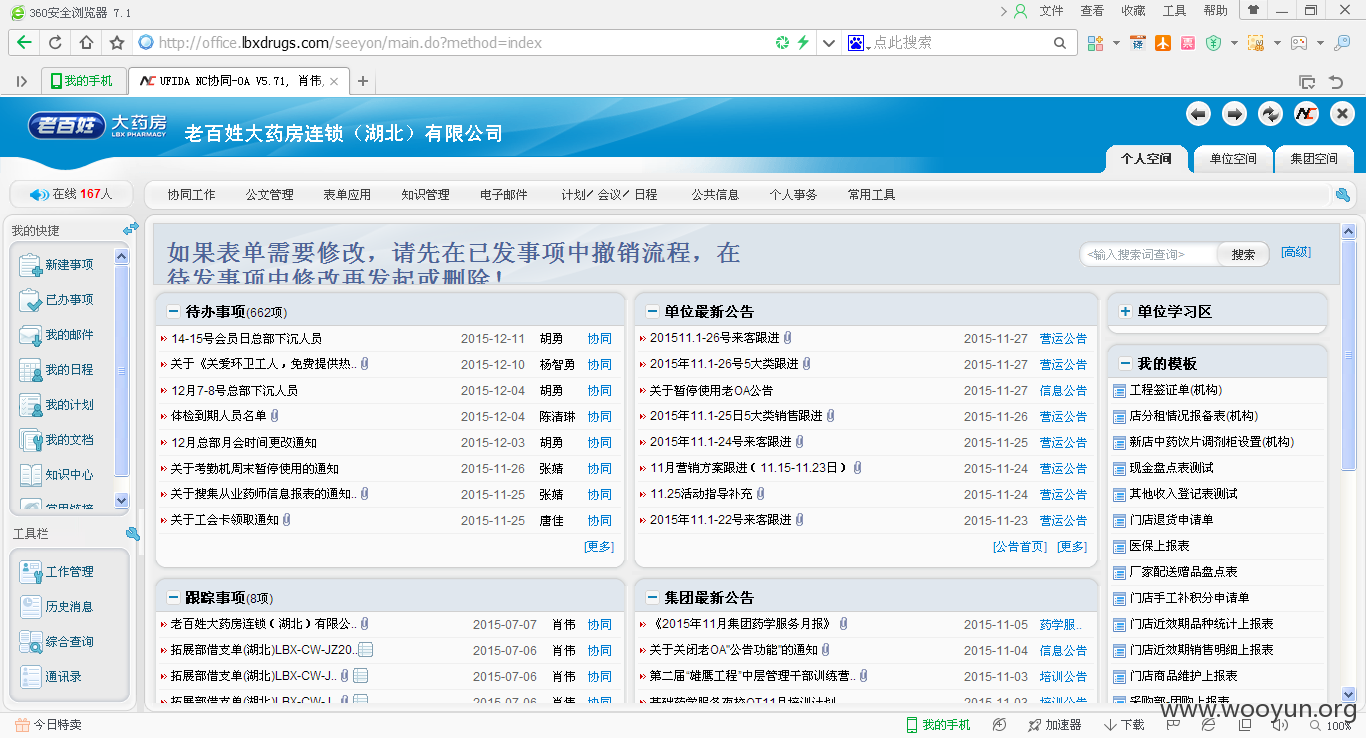 360安全浏览器 7.1
文件 查看 收藏 工具 帮助
http://office.lbxdrugs.com/seeyon/main.do?method=index
点此搜索
我的手机
UFIDA NC协同-OA V5.71, 肖伟,
老百姓 大药房 LBX PHARMACY
老百姓大药房连锁（湖北）有限公司
个人空间 单位空间 集团空间
在线 167人
协同工作 公文管理 表单应用 知识管理 电子邮件 计划/会议/日程 公共信息 个人事务 常用工具
我的快捷
新建事项
已办事项
我的邮件
我的日程
我的计划
我的文档
知识中心
常用链接
工具栏
工作管理
历史消息
综合查询
通讯录
如果表单需要修改，请先在已发事项中撤销流程，在
待发事项中修改再发起或删除！
<输入搜索词查询> 搜索 [高级]
待办事项(662项)
14-15号会员日总部下沉人员 2015-12-11 胡勇 协同
关于《关爱环卫工人，免费提供热.. 2015-12-10 杨智勇 协同
12月7-8号总部下沉人员 2015-12-04 胡勇 协同
体检到期人员名单 2015-12-04 陈清琳 协同
12月总部月会时间更改通知 2015-12-03 胡勇 协同
关于考勤机周末暂停使用的通知 2015-11-26 张婧 协同
关于搜集从业药师信息报表的通知.. 2015-11-25 张婧 协同
关于工会卡领取通知 2015-11-25 唐佳 协同
[更多]
单位最新公告
201511.1-26号来客跟进 2015-11-27 营运公告
2015年11.1-26号5大类跟进 2015-11-27 营运公告
关于暂停使用老OA公告 2015-11-27 信息公告
2015年11.1-25日5大类销售跟进 2015-11-26 营运公告
2015年11.1-24号来客跟进 2015-11-25 营运公告
11月营销方案跟进（11.15-11.23日） 2015-11-24 营运公告
11.25活动指导补充 2015-11-24 营运公告
2015年11.1-22号来客跟进 2015-11-23 营运公告
[公告首页] [更多]
单位学习区
我的模板
工程签证单(机构)
店分租情况报备表(机构)
新店中药饮片调剂柜设置(机构)
现金盘点表测试
其他收入登记表测试
门店退货申请单
医保上报表
厂家配送赠品盘点表
门店手工补积分申请单
门店近效期品种统计上报表
门店近效期销售明细上报表
门店商品维护上报表
采购部-团购上报表
跟踪事项(8项)
老百姓大药房连锁（湖北）有限公.. 2015-07-07 肖伟 协同
拓展部借支单(湖北)LBX-CW-JZ20.. 2015-07-06 肖伟 协同
拓展部借支单(湖北)LBX-CW-J.. 2015-07-06 肖伟 协同
拓展部借支单(湖北)LBX-CW-J.. 2015-07-06 肖伟 协同
集团最新公告
《2015年11月集团药学服务月报》 2015-11-05 药学服..
关于关闭老OA"公告功能"的通知 2015-11-04 信息公告
第二届"雄鹰工程"中层管理干部训练营.. 2015-11-03 培训公告
基础药学服务夜校QT11月培训计划 2015-11-03 培训公告
www.wooyun.org
今日特卖
我的手机 加速器 下载 100%